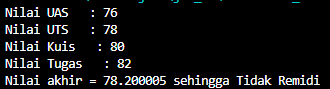 Nilai UAS   : 76
Nilai UTS   : 78
Nilai Kuis   : 80
Nilai Tugas   : 82
Nilai akhir = 78.200005 sehingga Tidak Remidi